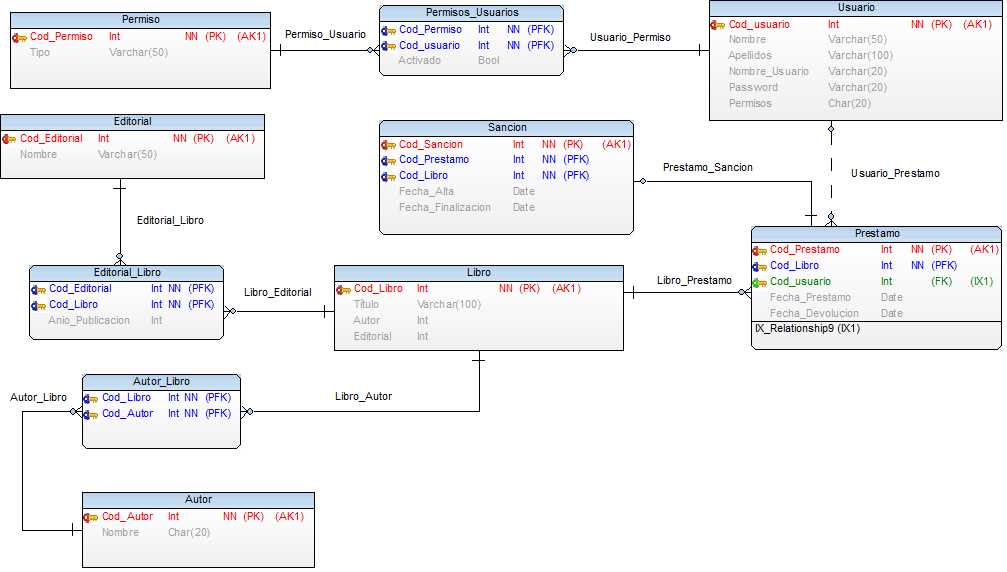 Permiso
Cod_Permiso Int NN (PK) (AK1)
Tipo Varchar(50)
Permiso_Usuario
Permisos_Usuarios
Cod_Permiso Int NN (PFK)
Cod_usuario Int NN (PFK)
Activado Bool
Usuario_Permiso
Usuario
Cod_usuario Int NN (PK) (AK1)
Nombre Varchar(50)
Apellidos Varchar(100)
Nombre_Usuario Varchar(20)
Password Varchar(20)
Permisos Char(20)
Editorial
Cod_Editorial Int NN (PK) (AK1)
Nombre Varchar(50)
Sancion
Cod_Sancion Int NN (PK) (AK1)
Cod_Prestamo Int NN (PFK)
Cod_Libro Int NN (PFK)
Fecha_Alta Date
Fecha_Finalizacion Date
Prestamo_Sancion
Usuario_Prestamo
Editorial_Libro
Prestamo
Cod_Prestamo Int NN (PK) (AK1)
Cod_Libro Int NN (PFK)
Cod_usuario Int (FK) (IX1)
Fecha_Prestamo Date
Fecha_Devolucion Date
IX_Relationship9 (IX1)
Editorial_Libro
Cod_Editorial Int NN (PFK)
Cod_Libro Int NN (PFK)
Anio_Publicacion Int
Libro_Editorial
Libro
Cod_Libro Int NN (PK) (AK1)
Título Varchar(100)
Autor Int
Editorial Int
Libro_Prestamo
Autor_Libro
Autor_Libro
Cod_Libro Int NN (PFK)
Cod_Autor Int NN (PFK)
Libro_Autor
Autor
Cod_Autor Int NN (PK) (AK1)
Nombre Char(20)